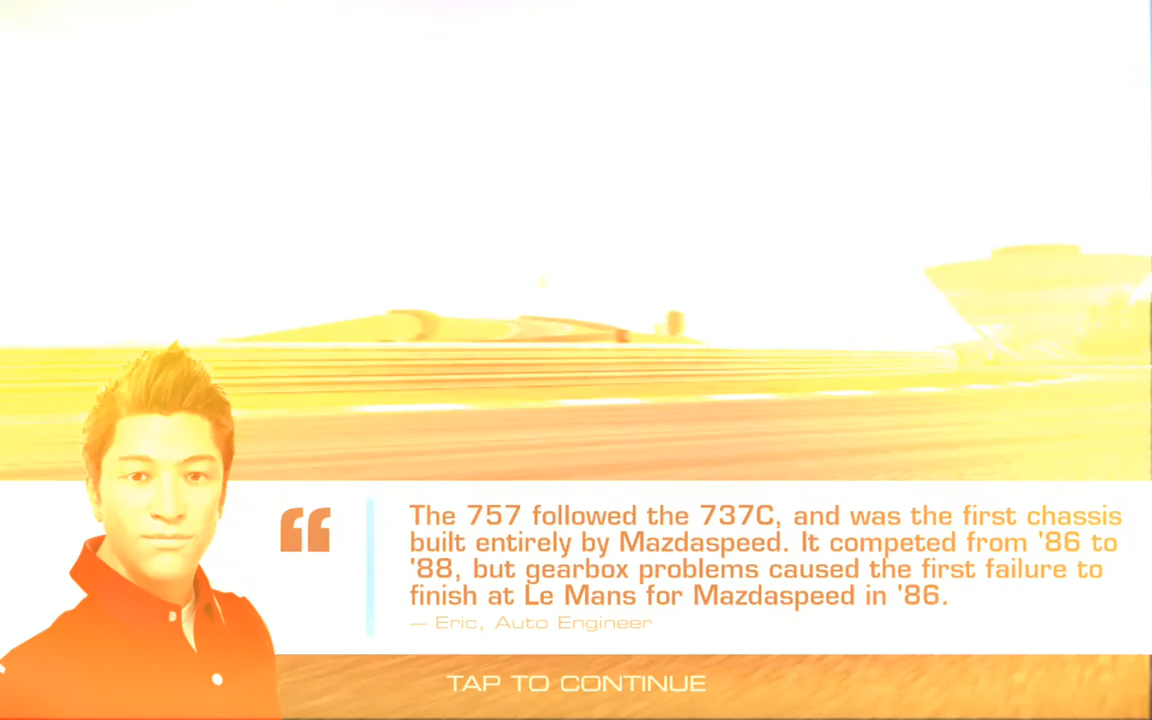 “
The 757 followed the 737C, and was the first chassis
built entirely by Mazdaspeed. It competed from '86 to
'88, but gearbox problems caused the first failure to
finish at Le Mans for Mazdaspeed in '86.
— Eric, Auto Engineer
TAP TO CONTINUE